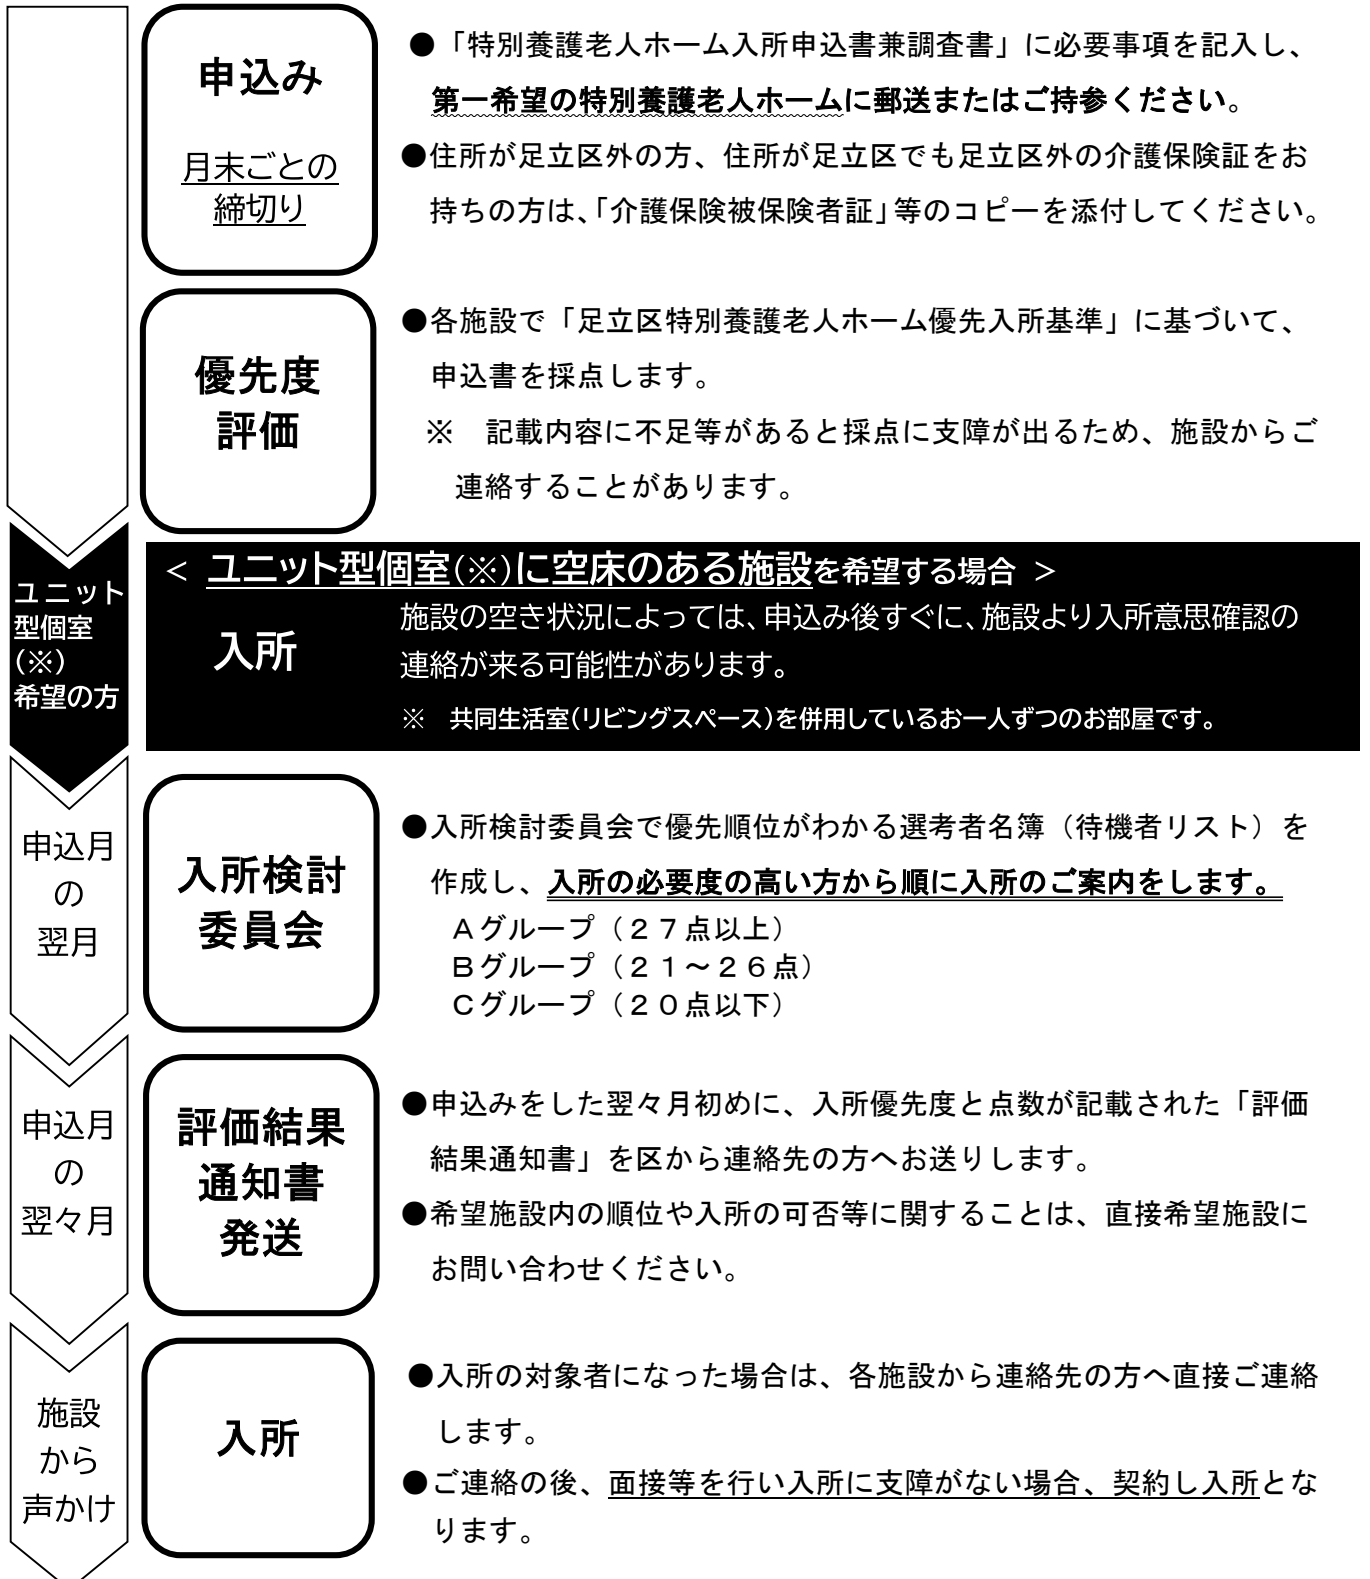 申込み
月末ごとの
締切り
●「特別養護老人ホーム入所申込書兼調査書」に必要事項を記入し、
第一希望の特別養護老人ホームに郵送またはご持参ください。
●住所が足立区外の方、住所が足立区でも足立区外の介護保険証をお
持ちの方は、「介護保険被保険者証」等のコピーを添付してください。
優先度
評価
●各施設で「足立区特別養護老人ホーム優先入所基準」に基づいて、
申込書を採点します。
※　記載内容に不足等があると採点に支障が出るため、施設からご
連絡することがあります。
ユニット
型個室
(※)
希望の方
＜ ユニット型個室(※)に空床のある施設を希望する場合 ＞
入所
施設の空き状況によっては、申込み後すぐに、施設より入所意思確認の
連絡が来る可能性があります。
※　共同生活室(リビングスペース)を併用しているお一人ずつのお部屋です。
申込月
の
翌月
入所検討
委員会
●入所検討委員会で優先順位がわかる選考者名簿（待機者リスト）を
作成し、入所の必要度の高い方から順に入所のご案内をします。
Ａグループ（２７点以上）
Ｂグループ（２１～２６点）
Ｃグループ（２０点以下）
申込月
の
翌々月
評価結果
通知書
発送
●申込みをした翌々月初めに、入所優先度と点数が記載された「評価
結果通知書」を区から連絡先の方へお送りします。
●希望施設内の順位や入所の可否等に関することは、直接希望施設に
お問い合わせください。
施設
から
声かけ
入所
●入所の対象者になった場合は、各施設から連絡先の方へ直接ご連絡
します。
●ご連絡の後、面接等を行い入所に支障がない場合、契約し入所とな
ります。